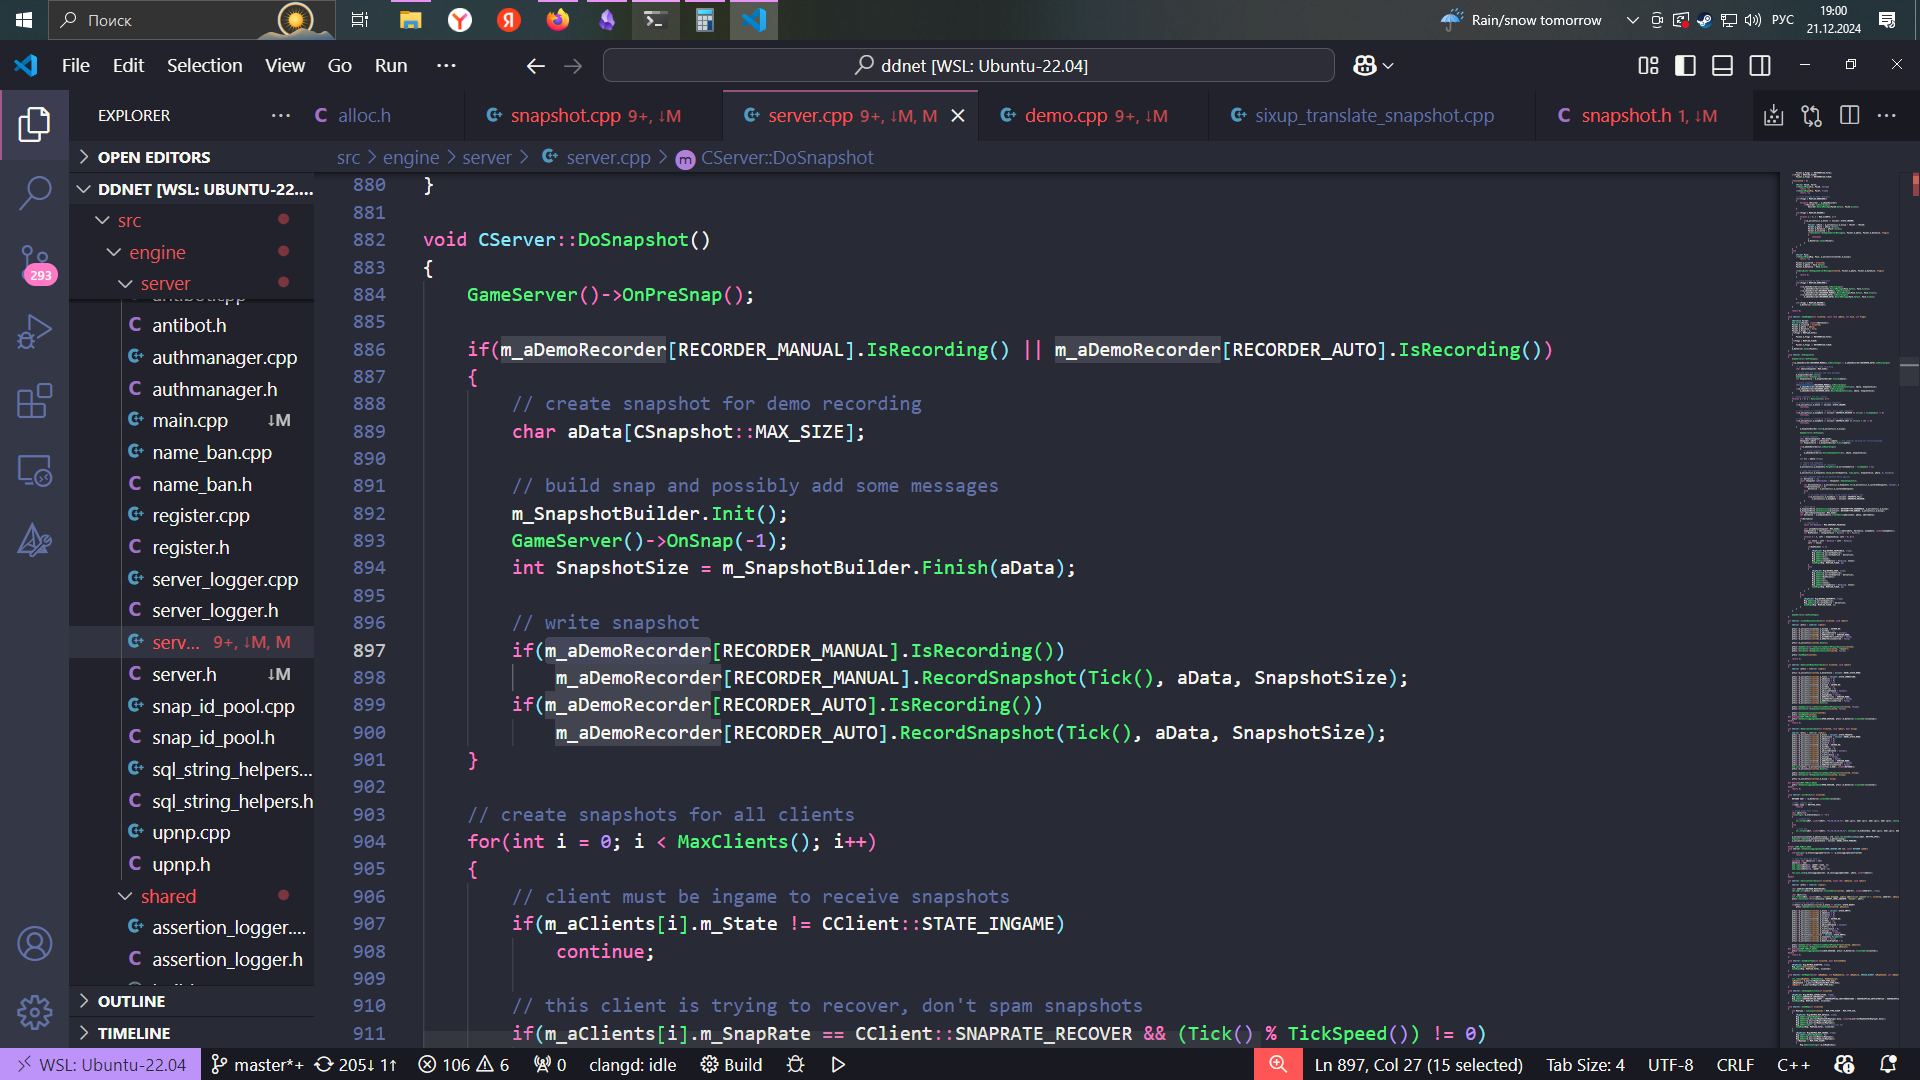 Поиск
Rain/snow tomorrow
РУС
19:00
21.12.2024
File Edit Selection View Go Run ···
ddnet [WSL: Ubuntu-22.04]
EXPLORER
alloc.h
snapshot.cpp 9+, ↓M
server.cpp 9+, ↓M, M
demo.cpp 9+, ↓M
sixup_translate_snapshot.cpp
snapshot.h 1, ↓M
OPEN EDITORS
DDNET [WSL: UBUNTU-22....
src
engine
server
antibot.cpp
antibot.h
authmanager.cpp
authmanager.h
main.cpp ↓M
name_ban.cpp
name_ban.h
register.cpp
register.h
server_logger.cpp
server_logger.h
serv... 9+, ↓M, M
server.h ↓M
snap_id_pool.cpp
snap_id_pool.h
sql_string_helpers...
sql_string_helpers.h
upnp.cpp
upnp.h
shared
assertion_logger....
assertion_logger.h
OUTLINE
TIMELINE
293
src > engine > server > server.cpp > CServer::DoSnapshot
880 }
881
882 void CServer::DoSnapshot()
883 {
884 GameServer()->OnPreSnap();
885
886 if(m_aDemoRecorder[RECORDER_MANUAL].IsRecording() || m_aDemoRecorder[RECORDER_AUTO].IsRecording())
887 {
888 // create snapshot for demo recording
889 char aData[CSnapshot::MAX_SIZE];
890
891 // build snap and possibly add some messages
892 m_SnapshotBuilder.Init();
893 GameServer()->OnSnap(-1);
894 int SnapshotSize = m_SnapshotBuilder.Finish(aData);
895
896 // write snapshot
897 if(m_aDemoRecorder[RECORDER_MANUAL].IsRecording())
898 m_aDemoRecorder[RECORDER_MANUAL].RecordSnapshot(Tick(), aData, SnapshotSize);
899 if(m_aDemoRecorder[RECORDER_AUTO].IsRecording())
900 m_aDemoRecorder[RECORDER_AUTO].RecordSnapshot(Tick(), aData, SnapshotSize);
901 }
902
903 // create snapshots for all clients
904 for(int i = 0; i < MaxClients(); i++)
905 {
906 // client must be ingame to receive snapshots
907 if(m_aClients[i].m_State != CClient::STATE_INGAME)
908 continue;
909
910 // this client is trying to recover, don't spam snapshots
911 if(m_aClients[i].m_SnapRate == CClient::SNAPRATE_RECOVER && (Tick() % TickSpeed()) != 0)
WSL: Ubuntu-22.04
master*+ 205↓ 1↑
106 6
0
clangd: idle
Build
Ln 897, Col 27 (15 selected)
Tab Size: 4
UTF-8
CRLF
C++